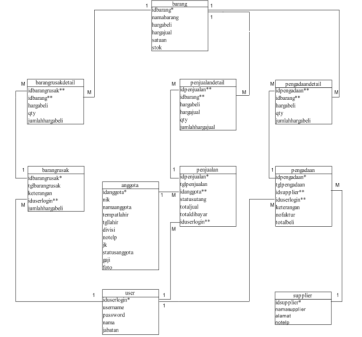 barang
idbarang*
namabarang
hargabeli
hargajual
satuan
stok
1
1
1
barangrusakdetail
idbarangrusak**
idbarang**
hargabeli
qty
jumlahhargabeli
M
M
penjualandetail
idpenjualan**
idbarang**
hargabeli
hargajual
qty
jumlahhargajual
M
M
pengadaandetail
idpengadaan**
idbarang**
hargabeli
qty
jumlahhargabeli
M
M
barangrusak
idbarangrusak*
tglbarangrusak
keterangan
iduserlogin**
jumlahhargabeli
1
M
anggota
idanggota*
nik
namaanggota
tempatlahir
tgllahir
divisi
notelp
jk
statusanggota
gaji
foto
1
penjualan
idpenjualan*
tglpenjualan
idanggota**
statusutang
totaljual
totaldibayar
iduserlogin**
1
M
M
pengadaan
idpengadaan*
tglpengadaan
idsupplier**
iduserlogin**
keterangan
nofaktur
totalbeli
1
M
M
user
iduserlogin*
username
password
nama
jabatan
1
1
1
supplier
idsupplier*
namasupplier
alamat
notelp
1